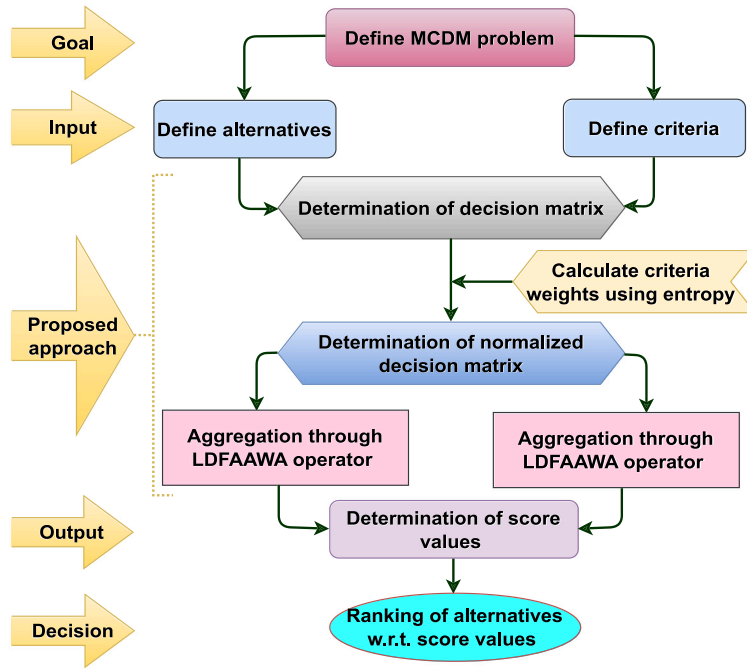 Goal
Define MCDM problem
Input
Define alternatives
Define criteria
Determination of decision matrix
Calculate criteria
weights using entropy
Proposed
approach
Determination of normalized
decision matrix
Aggregation through
LDFAAWA operator
Aggregation through
LDFAAWA operator
Output
Determination of score
values
Decision
Ranking of alternatives
w.r.t. score values